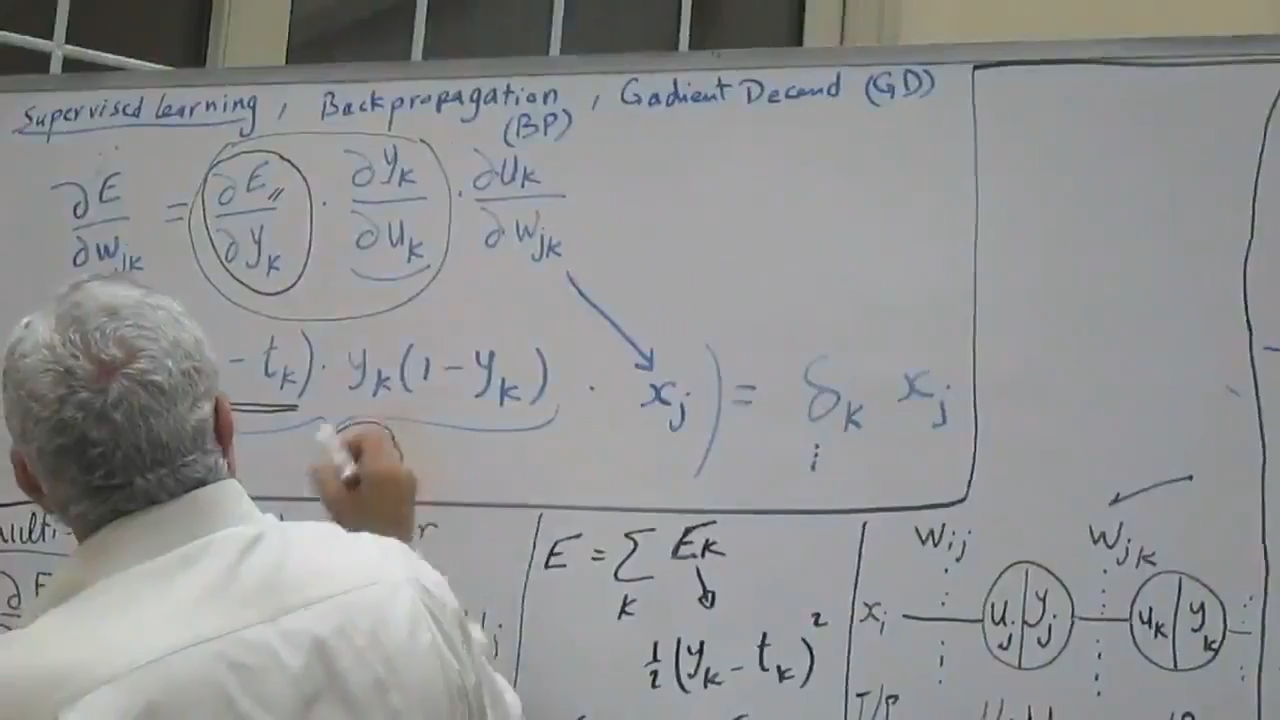 Supervised Learning, Backpropagation, Gadient Decend (GD)
(BP)
∂E/∂w_jk = ∂E/∂y_k · ∂y_k/∂u_k · ∂u_k/∂w_jk
- t_k) · y_k(1-y_k) · x_j) = δ_k x_j
i
E = Σ_k E_k
½(y_k - t_k)²
w_ij w_jk
x_i u_j y_j u_k y_k
I/P